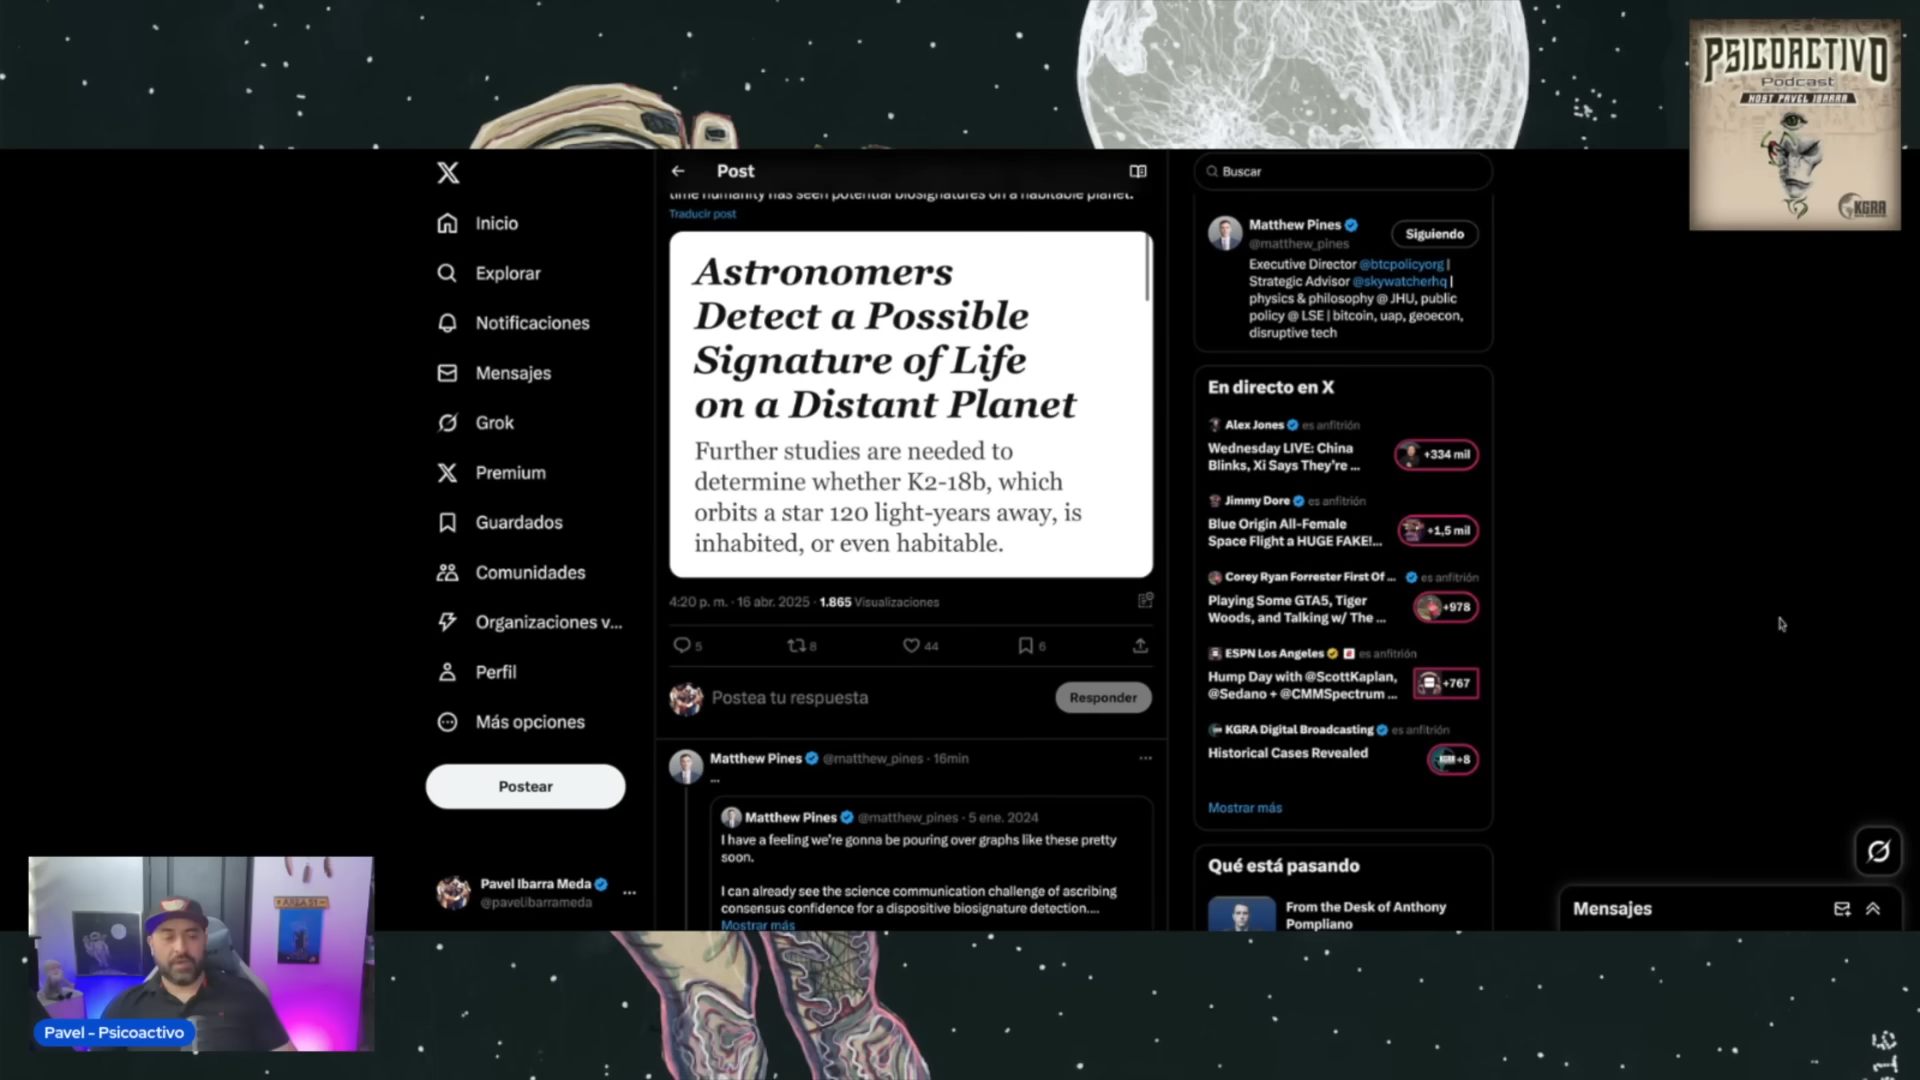 PSICOACTIVO
Podcast
HOST PAVEL IBARRA
KGRA
Post
time humanity has seen potential biosignatures on a habitable planet.
Traducir post
Astronomers
Detect a Possible
Signature of Life
on a Distant Planet
Further studies are needed to
determine whether K2-18b, which
orbits a star 120 light-years away, is
inhabited, or even habitable.
4:20 p. m. · 16 abr. 2025 · 1.865 Visualizaciones
5
8
44
6
Postea tu respuesta
Responder
Matthew Pines @matthew_pines · 16min
...
Matthew Pines @matthew_pines · 5 ene. 2024
I have a feeling we're gonna be pouring over graphs like these pretty
soon.
I can already see the science communication challenge of ascribing
consensus confidence for a dispositive biosignature detection....
Mostrar más
Inicio
Explorar
Notificaciones
Mensajes
Grok
Premium
Guardados
Comunidades
Organizaciones v...
Perfil
Más opciones
Postear
Pavel Ibarra Meda
@pavelibarrameda
Buscar
Matthew Pines
@matthew_pines
Siguiendo
Executive Director @btcpolicyorg |
Strategic Advisor @skywatcherhq |
physics & philosophy @ JHU, public
policy @ LSE | bitcoin, uap, geoecon,
disruptive tech
En directo en X
Alex Jones es anfitrión
Wednesday LIVE: China
Blinks, Xi Says They're ...
+334 mil
Jimmy Dore es anfitrión
Blue Origin All-Female
Space Flight a HUGE FAKE!...
+1,5 mil
Corey Ryan Forrester First Of ... es anfitrión
Playing Some GTA5, Tiger
Woods, and Talking w/ The ...
+978
ESPN Los Angeles es anfitrión
Hump Day with @ScottKaplan,
@Sedano + @CMMSpectrum ...
+767
KGRA Digital Broadcasting es anfitrión
Historical Cases Revealed
+8
Mostrar más
Qué está pasando
From the Desk of Anthony
Pompliano
Mensajes
Pavel - Psicoactivo